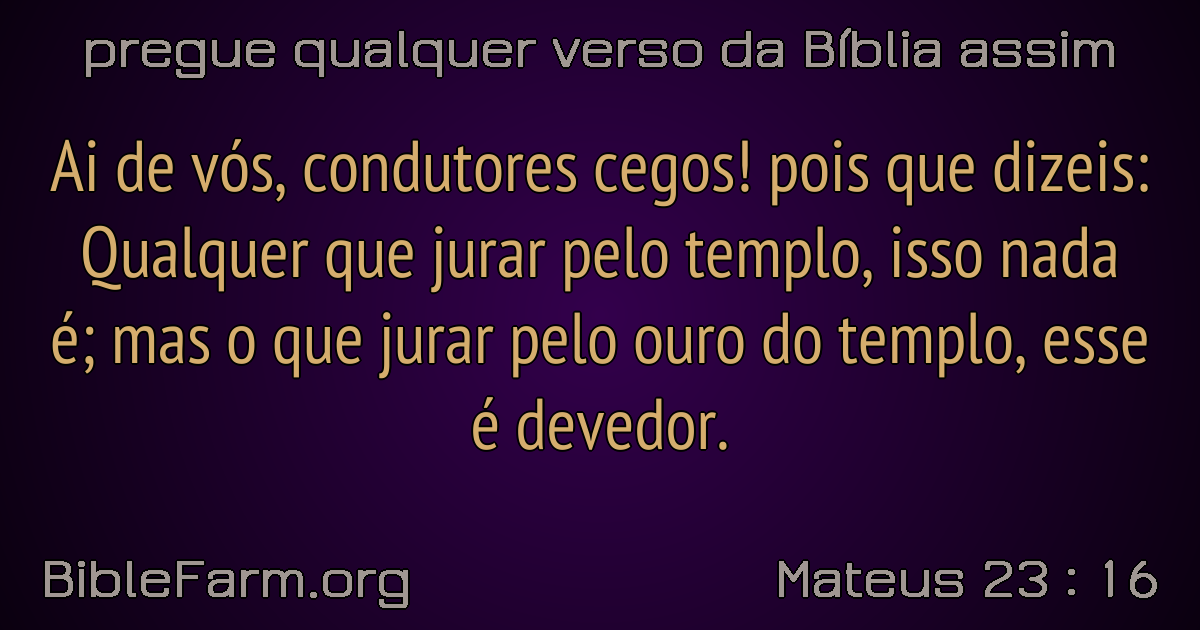 pregue qualquer verso da Bíblia assim
Ai de vós, condutores cegos! pois que dizeis:
Qualquer que jurar pelo templo, isso nada
é; mas o que jurar pelo ouro do templo, esse
é devedor.
BibleFarm.org
Mateus 23 : 16